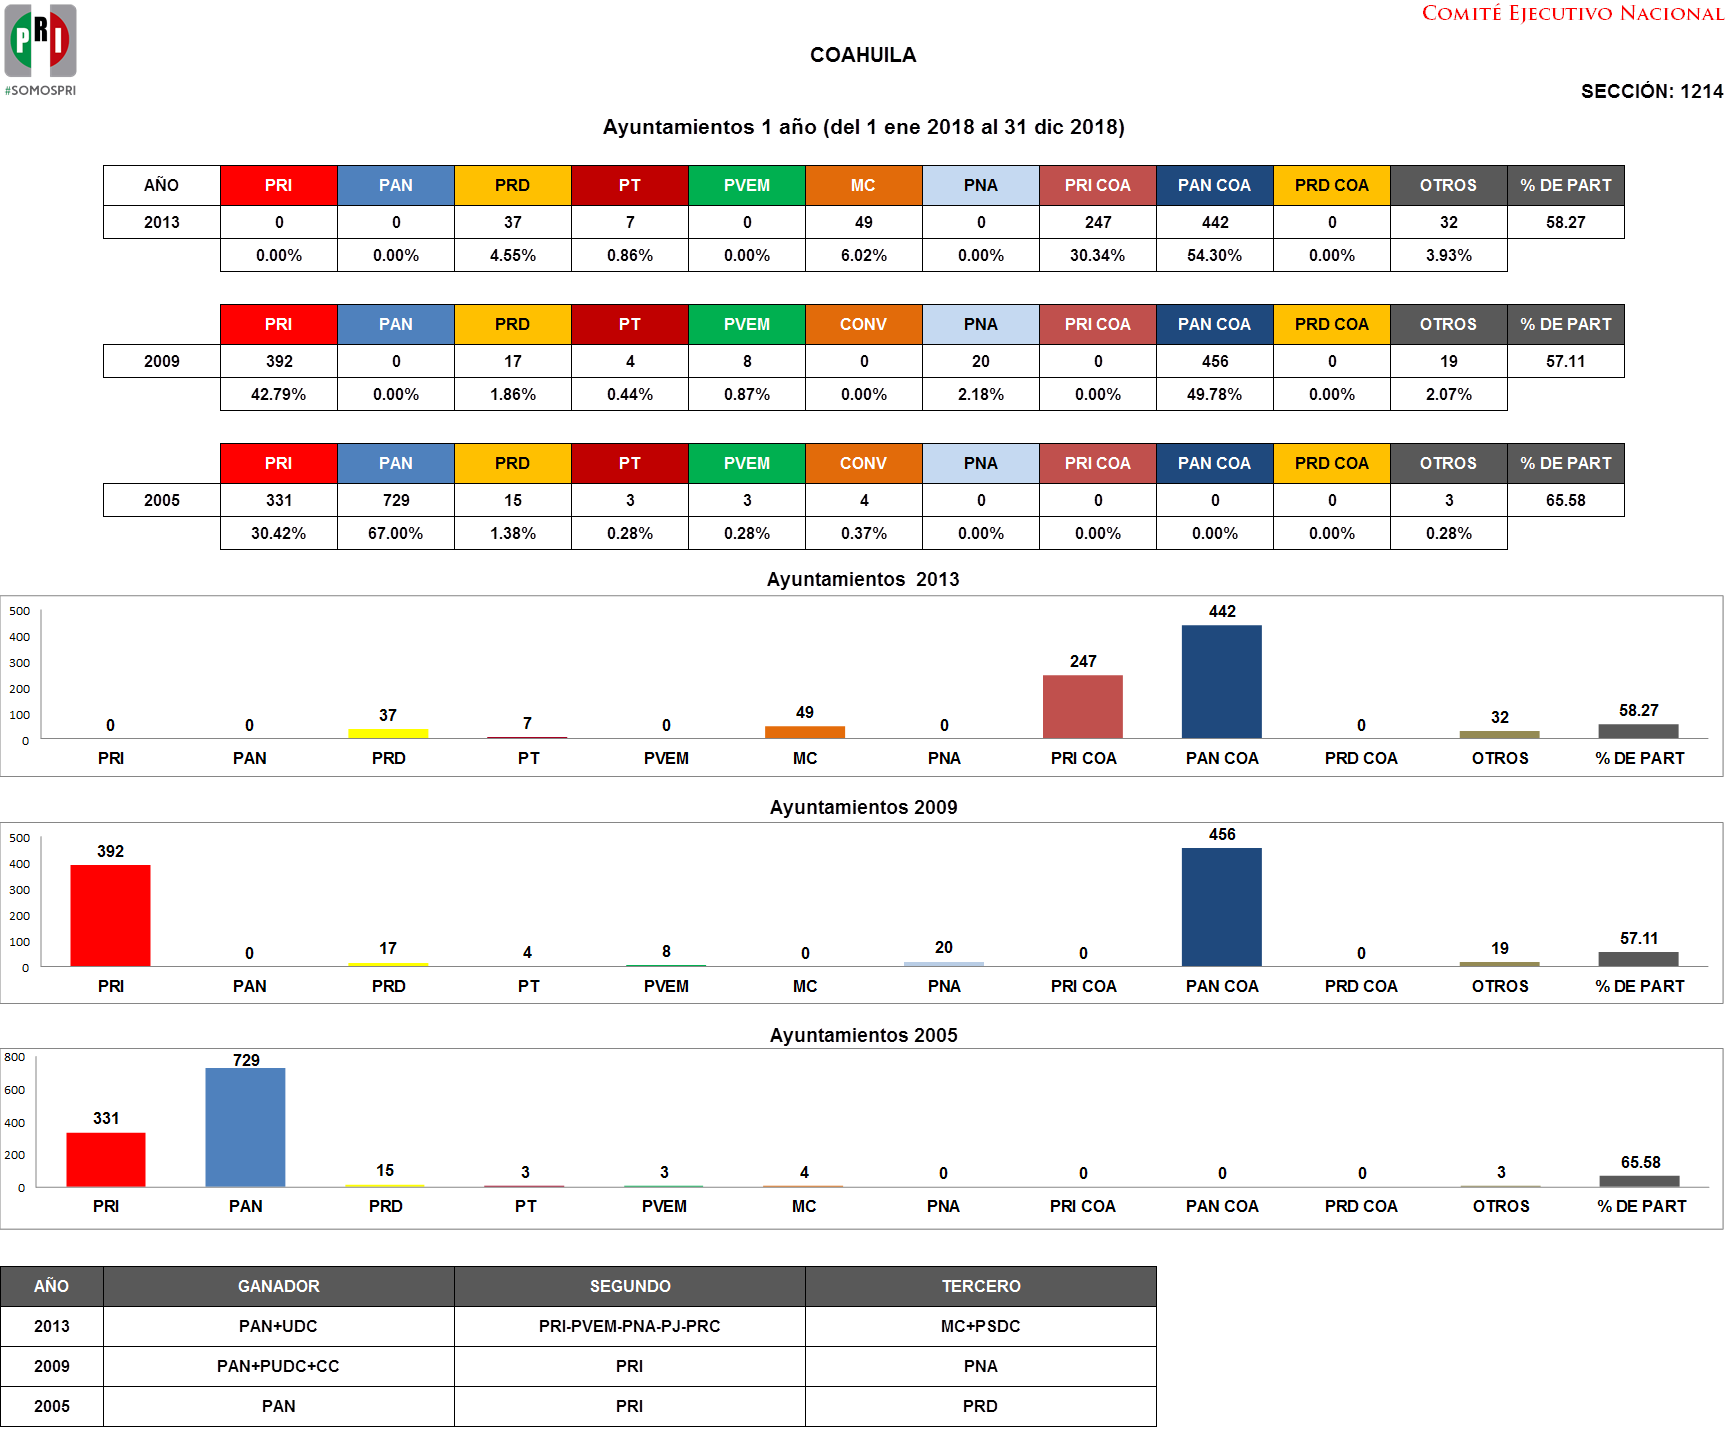 PRI
#SOMOSPRI
COMITÉ EJECUTIVO NACIONAL
COAHUILA
SECCIÓN: 1214
Ayuntamientos 1 año (del 1 ene 2018 al 31 dic 2018)
AÑO PRI PAN PRD PT PVEM MC PNA PRI COA PAN COA PRD COA OTROS % DE PART
2013 0 0 37 7 0 49 0 247 442 0 32 58.27
0.00% 0.00% 4.55% 0.86% 0.00% 6.02% 0.00% 30.34% 54.30% 0.00% 3.93%
PRI PAN PRD PT PVEM CONV PNA PRI COA PAN COA PRD COA OTROS % DE PART
2009 392 0 17 4 8 0 20 0 456 0 19 57.11
42.79% 0.00% 1.86% 0.44% 0.87% 0.00% 2.18% 0.00% 49.78% 0.00% 2.07%
PRI PAN PRD PT PVEM CONV PNA PRI COA PAN COA PRD COA OTROS % DE PART
2005 331 729 15 3 3 4 0 0 0 0 3 65.58
30.42% 67.00% 1.38% 0.28% 0.28% 0.37% 0.00% 0.00% 0.00% 0.00% 0.28%
Ayuntamientos 2013
500
400
300
200
100
0
0 0 37 7 0 49 0 247 442 0 32 58.27
PRI PAN PRD PT PVEM MC PNA PRI COA PAN COA PRD COA OTROS % DE PART
Ayuntamientos 2009
500
400
300
200
100
0
392 0 17 4 8 0 20 0 456 0 19 57.11
PRI PAN PRD PT PVEM MC PNA PRI COA PAN COA PRD COA OTROS % DE PART
Ayuntamientos 2005
800
600
400
200
0
331 729 15 3 3 4 0 0 0 0 3 65.58
PRI PAN PRD PT PVEM MC PNA PRI COA PAN COA PRD COA OTROS % DE PART
AÑO GANADOR SEGUNDO TERCERO
2013 PAN+UDC PRI-PVEM-PNA-PJ-PRC MC+PSDC
2009 PAN+PUDC+CC PRI PNA
2005 PAN PRI PRD